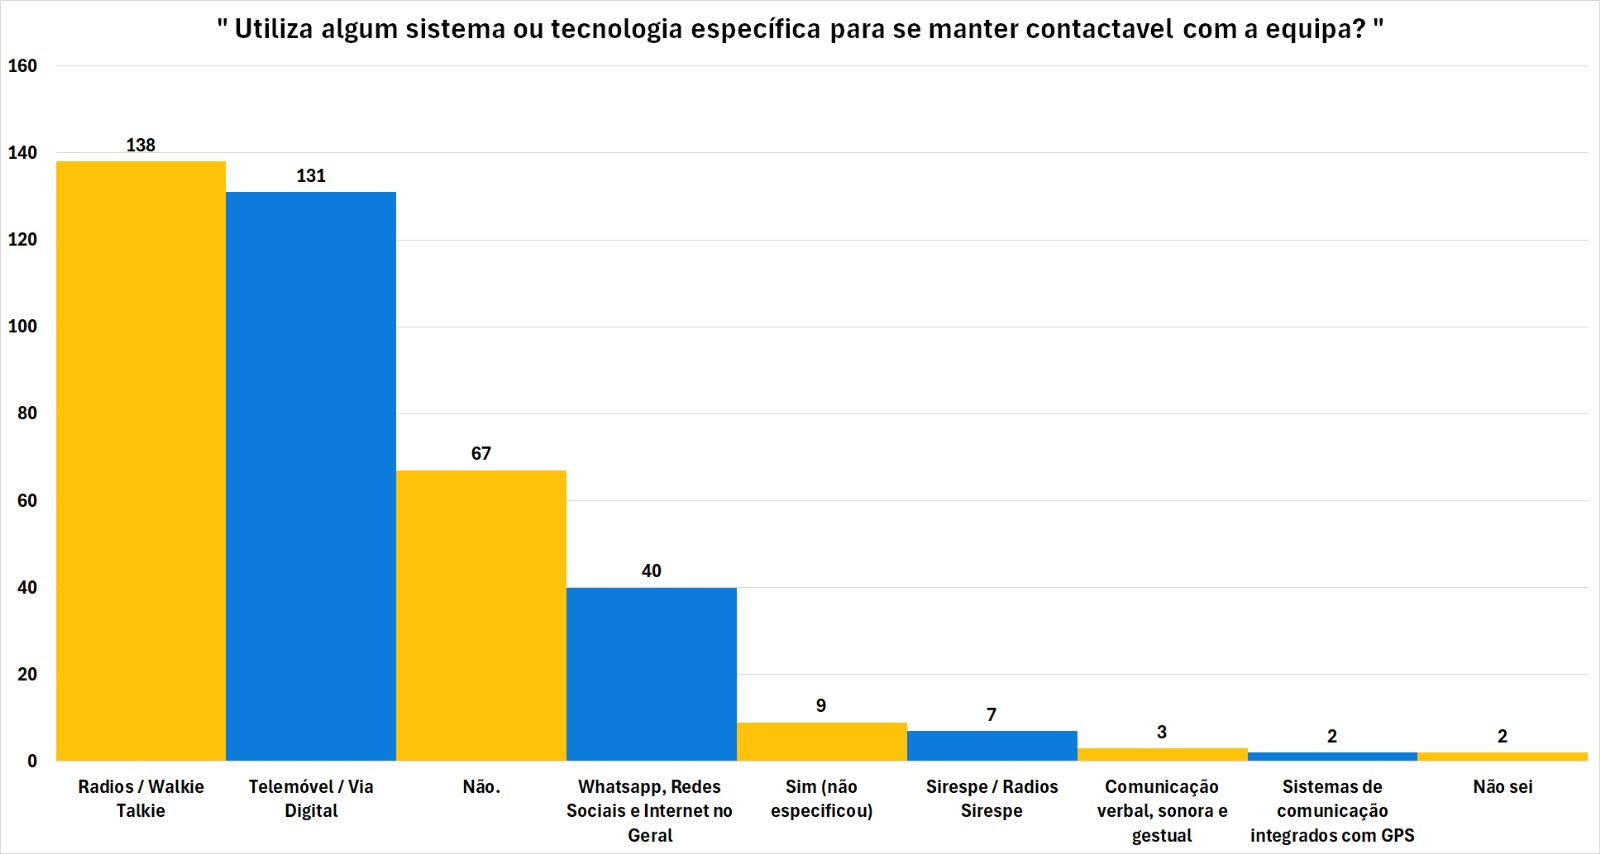 " Utiliza algum sistema ou tecnologia específica para se manter contactavel com a equipa? "
160
140
120
100
80
60
40
20
0
138
131
67
40
9
7
3
2
2
Radios / Walkie
Talkie
Telemóvel / Via
Digital
Não.
Whatsapp, Redes
Sociais e Internet no
Geral
Sim (não
especificou)
Sirespe / Radios
Sirespe
Comunicação
verbal, sonora e
gestual
Sistemas de
comunicação
integrados com GPS
Não sei